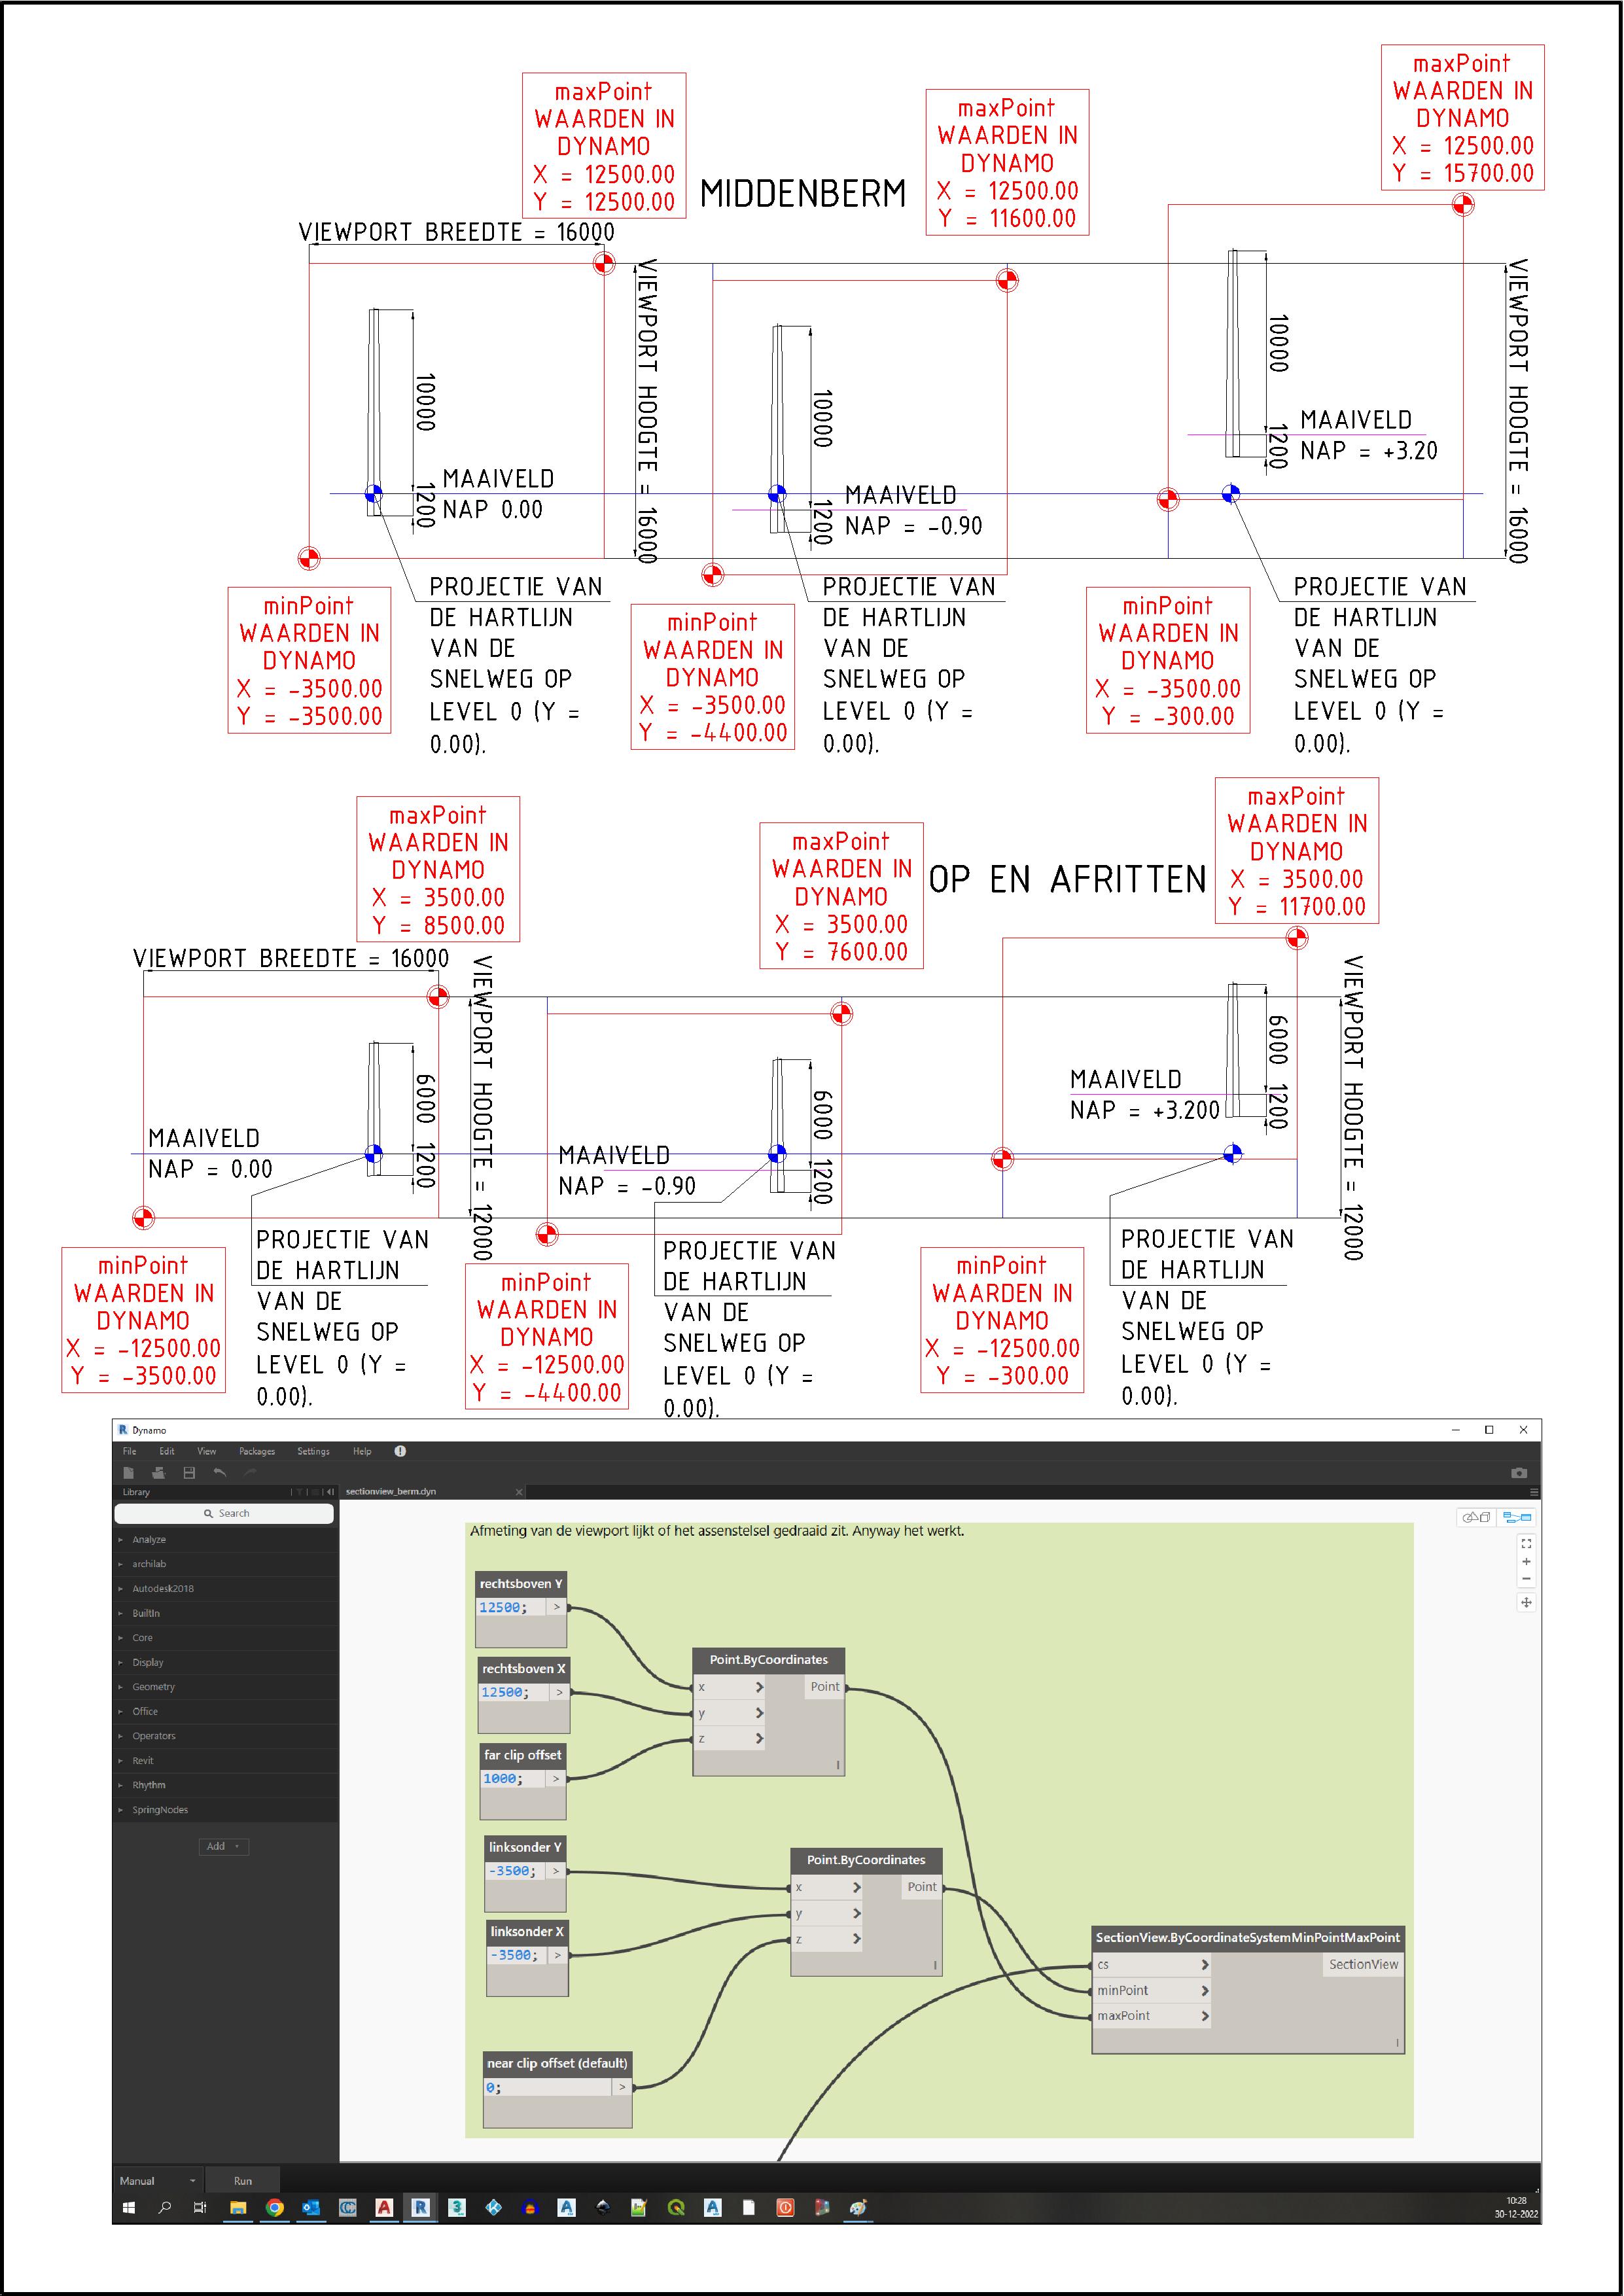 maxPoint
WAARDEN IN
DYNAMO
X = 12500.00
Y = 12500.00
MIDDENBERM
maxPoint
WAARDEN IN
DYNAMO
X = 12500.00
Y = 11600.00
maxPoint
WAARDEN IN
DYNAMO
X = 12500.00
Y = 15700.00
VIEWPORT BREEDTE = 16000
10000
1200
MAAIVELD
NAP 0.00
VIEWPORT HOOGTE = 16000
10000
1200
MAAIVELD
NAP = -0.90
10000
1200
MAAIVELD
NAP = +3.20
VIEWPORT HOOGTE = 16000
minPoint
WAARDEN IN
DYNAMO
X = -3500.00
Y = -3500.00
PROJECTIE VAN
DE HARTLIJN
VAN DE
SNELWEG OP
LEVEL 0 (Y =
0.00).
minPoint
WAARDEN IN
DYNAMO
X = -3500.00
Y = -4400.00
PROJECTIE VAN
DE HARTLIJN
VAN DE
SNELWEG OP
LEVEL 0 (Y =
0.00).
minPoint
WAARDEN IN
DYNAMO
X = -3500.00
Y = -300.00
PROJECTIE VAN
DE HARTLIJN
VAN DE
SNELWEG OP
LEVEL 0 (Y =
0.00).
maxPoint
WAARDEN IN
DYNAMO
X = 3500.00
Y = 8500.00
maxPoint
WAARDEN IN
DYNAMO
X = 3500.00
Y = 7600.00
OP EN AFRITTEN
maxPoint
WAARDEN IN
DYNAMO
X = 3500.00
Y = 11700.00
VIEWPORT BREEDTE = 16000
6000
1200
MAAIVELD
NAP = 0.00
VIEWPORT HOOGTE = 12000
6000
1200
MAAIVELD
NAP = -0.90
6000
1200
MAAIVELD
NAP = +3.200
VIEWPORT HOOGTE = 12000
minPoint
WAARDEN IN
DYNAMO
X = -12500.00
Y = -3500.00
PROJECTIE VAN
DE HARTLIJN
VAN DE
SNELWEG OP
LEVEL 0 (Y =
0.00).
minPoint
WAARDEN IN
DYNAMO
X = -12500.00
Y = -4400.00
PROJECTIE VAN
DE HARTLIJN
VAN DE
SNELWEG OP
LEVEL 0 (Y =
0.00).
minPoint
WAARDEN IN
DYNAMO
X = -12500.00
Y = -300.00
PROJECTIE VAN
DE HARTLIJN
VAN DE
SNELWEG OP
LEVEL 0 (Y =
0.00).
R Dynamo
File Edit View Packages Settings Help
Library
sectionview_berm.dyn
Search
Analyze
archilab
Autodesk2018
BuiltIn
Core
Display
Geometry
Office
Operators
Revit
Rhythm
SpringNodes
Add
Afmeting van de viewport lijkt of het assenstelsel gedraaid zit. Anyway het werkt.
rechtsboven Y
12500; >
rechtsboven X
12500; >
far clip offset
1000; >
Point.ByCoordinates
x > Point
y >
z >
linksonder Y
-3500; >
linksonder X
-3500; >
Point.ByCoordinates
x > Point
y >
z >
near clip offset (default)
0; >
SectionView.ByCoordinateSystemMinPointMaxPoint
cs > SectionView
minPoint >
maxPoint >
Manual
Run
10:28
30-12-2022